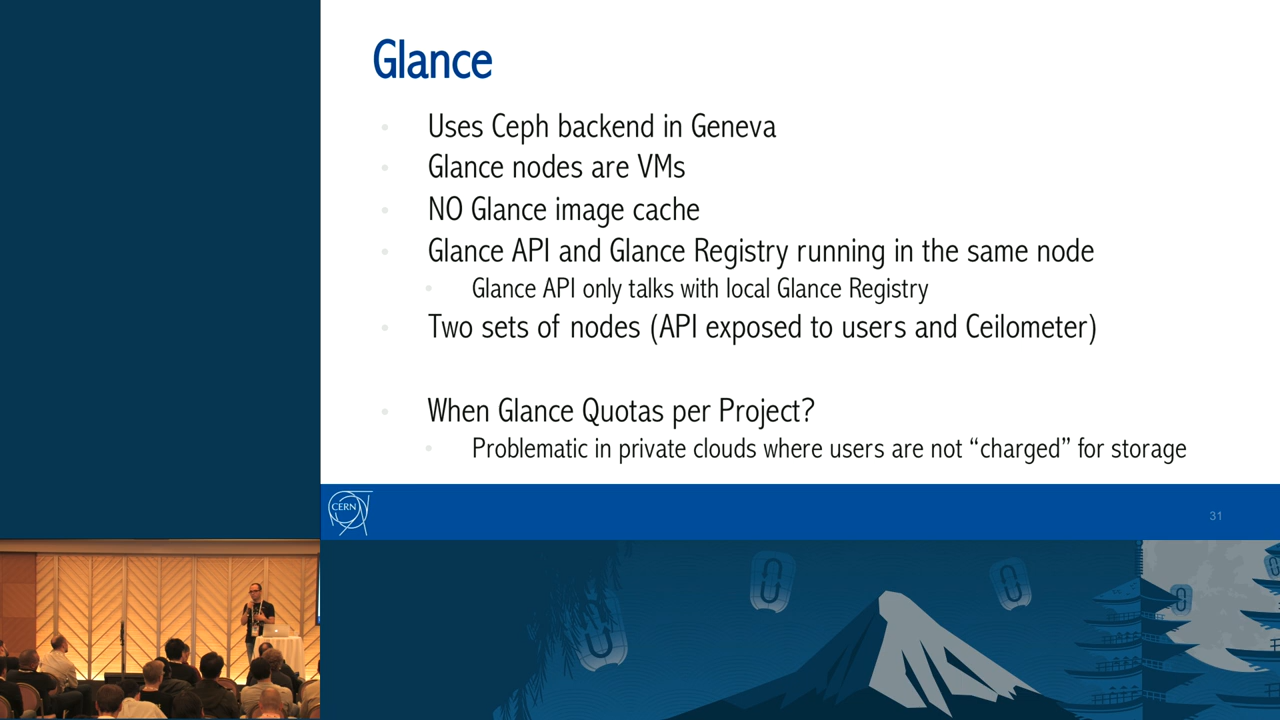 Glance
Uses Ceph backend in Geneva
Glance nodes are VMs
NO Glance image cache
Glance API and Glance Registry running in the same node
Glance API only talks with local Glance Registry
Two sets of nodes (API exposed to users and Ceilometer)
When Glance Quotas per Project?
Problematic in private clouds where users are not “charged” for storage
CERN
31